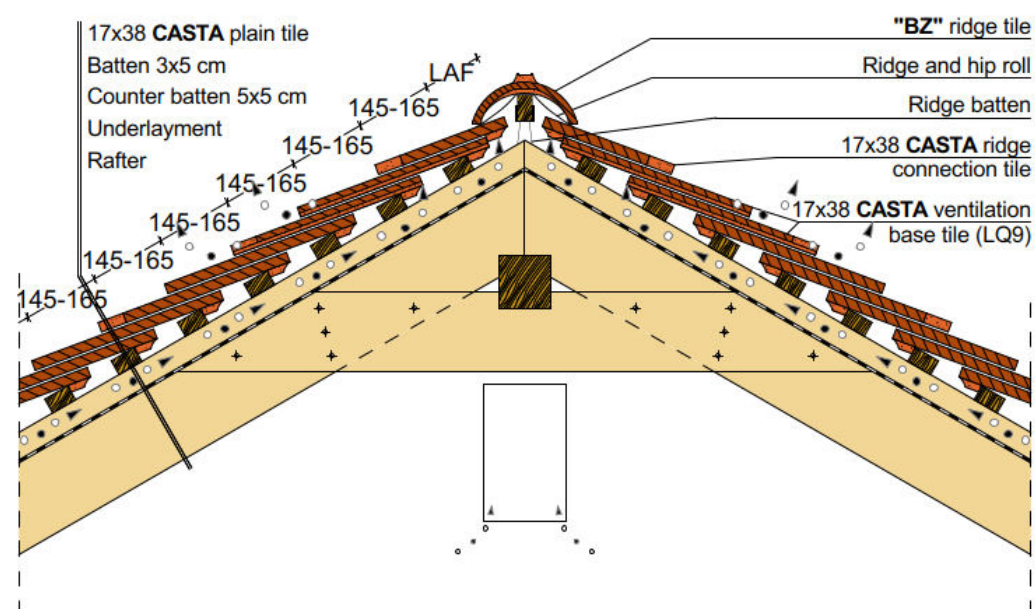 17x38 CASTA plain tile
Batten 3x5 cm
Counter batten 5x5 cm
Underlayment
Rafter
LAF
145-165
145-165
145-165
145-165
145-165
145-165
"BZ" ridge tile
Ridge and hip roll
Ridge batten
17x38 CASTA ridge
connection tile
17x38 CASTA ventilation
base tile (LQ9)